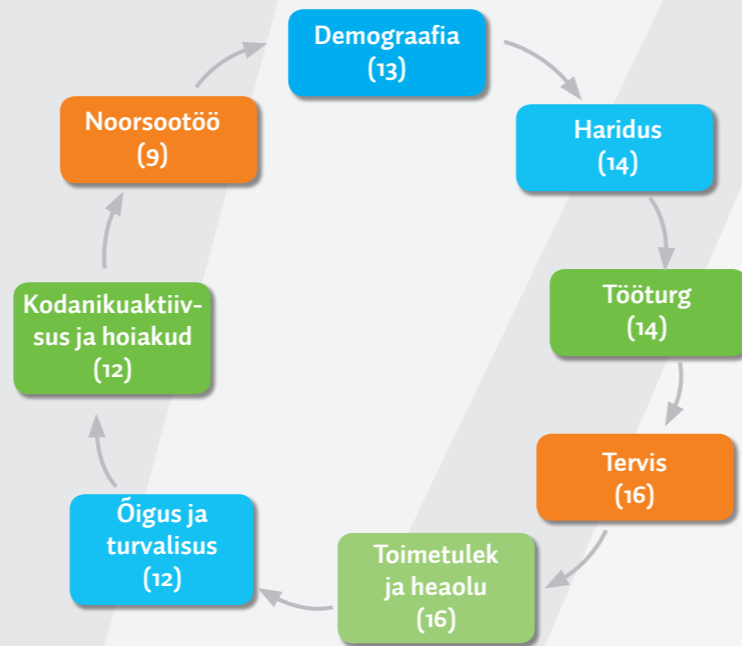 Demograafia
(13)
Haridus
(14)
Tööturg
(14)
Tervis
(16)
Toimetulek
ja heaolu
(16)
Õigus ja
turvalisus
(12)
Kodanikuaktiiv-
sus ja hoiakud
(12)
Noorsootöö
(9)